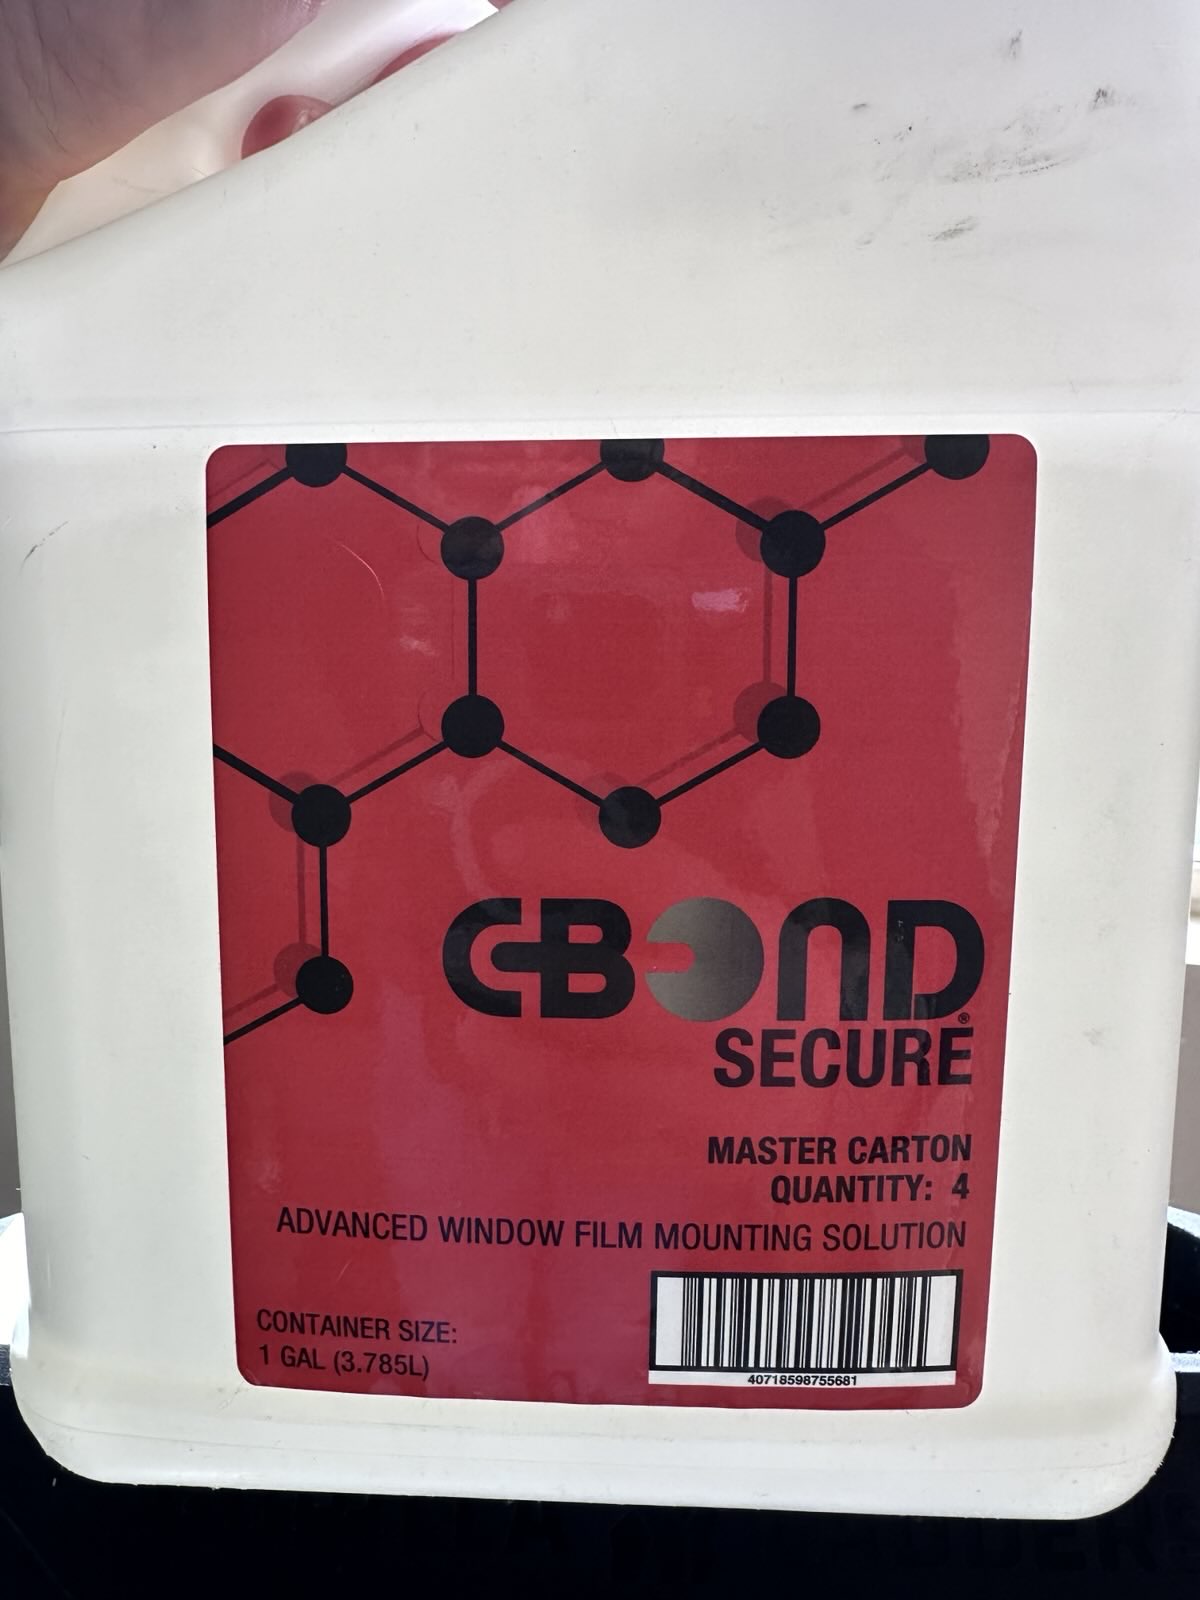 CBOND®
SECURE
MASTER CARTON
QUANTITY: 4
ADVANCED WINDOW FILM MOUNTING SOLUTION
CONTAINER SIZE:
1 GAL (3.785L)
40718598755681